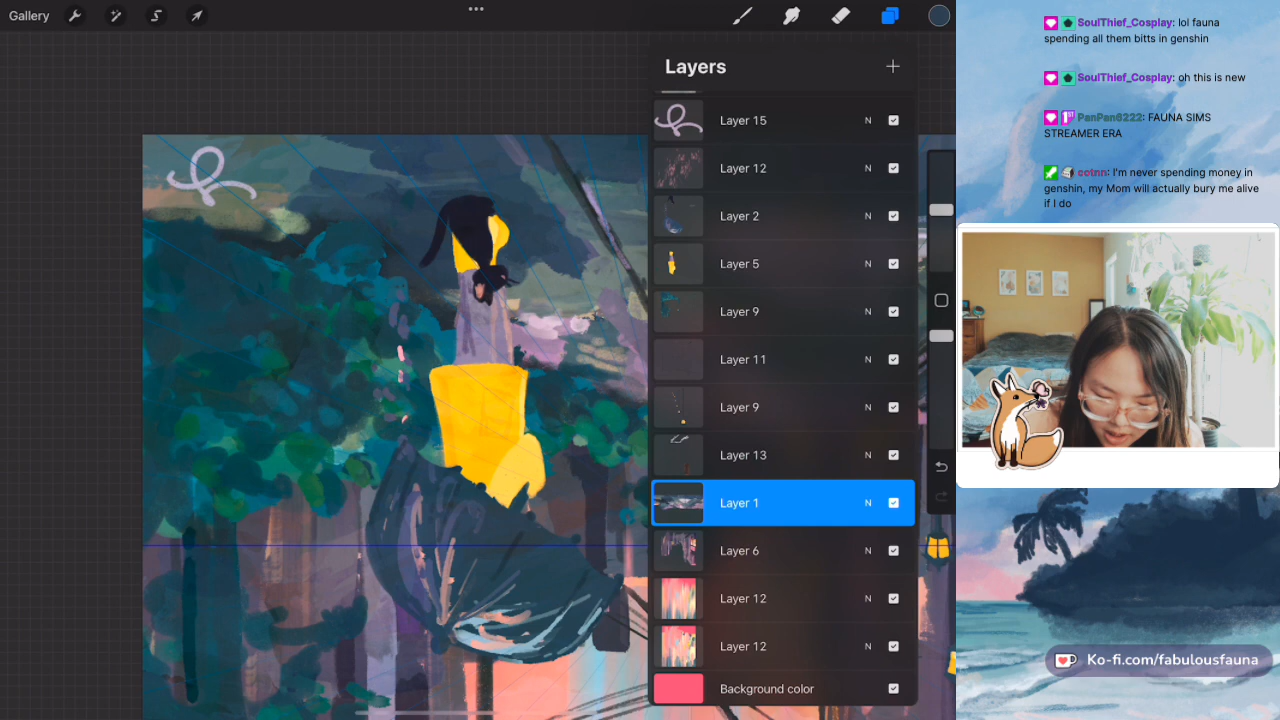 Gallery
Layers
Layer 15 N
Layer 12 N
Layer 2 N
Layer 5 N
Layer 9 N
Layer 11 N
Layer 9 N
Layer 13 N
Layer 1 N
Layer 6 N
Layer 12 N
Layer 12 N
Background color
SoulThief_Cosplay: lol fauna
spending all them bitts in genshin
SoulThief_Cosplay: oh this is new
1ST PanPan6222: FAUNA SIMS
STREAMER ERA
cctnn: I'm never spending money in
genshin, my Mom will actually bury me alive
if I do
Ko-fi.com/fabulousfauna